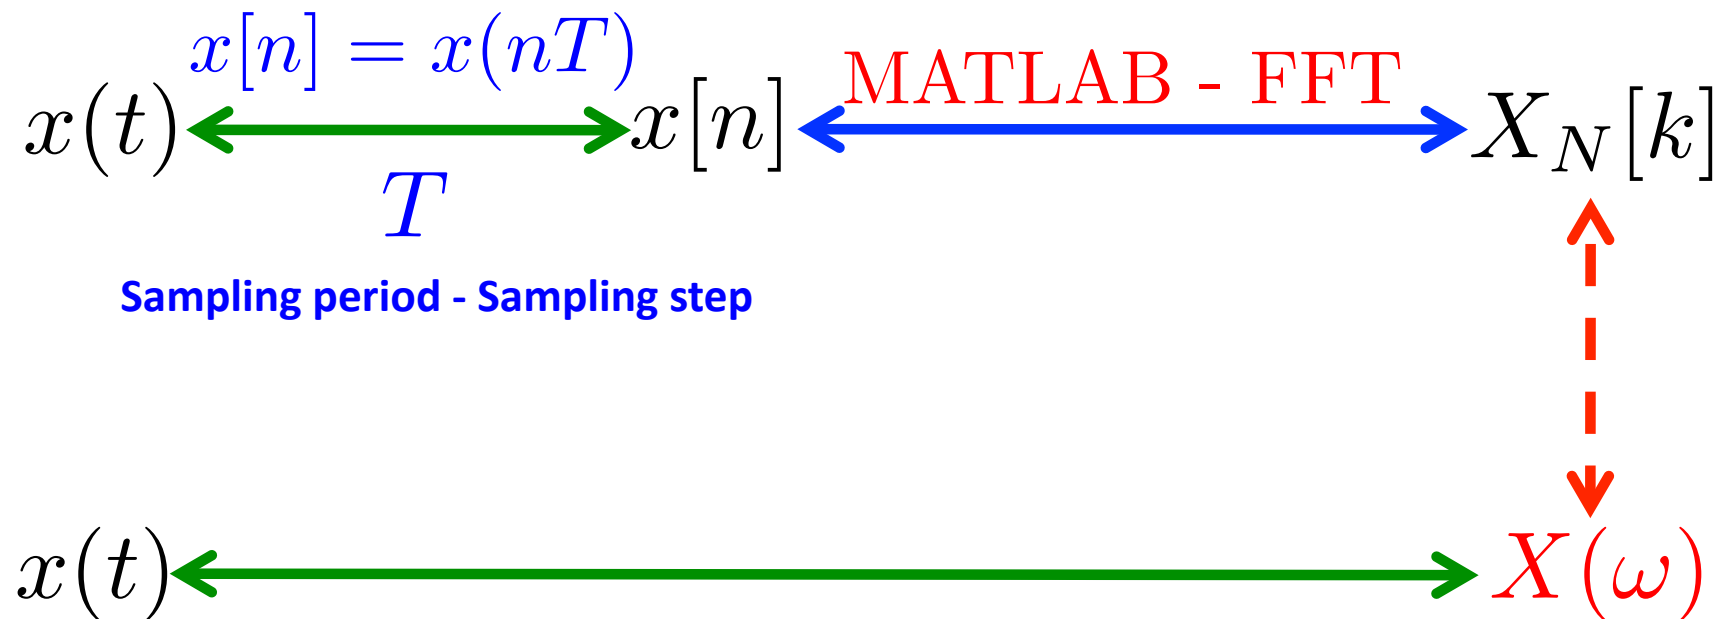 x[n] = x(nT)
MATLAB - FFT
x(t) x[n] X_N[k]
T
Sampling period - Sampling step
x(t) X(ω)